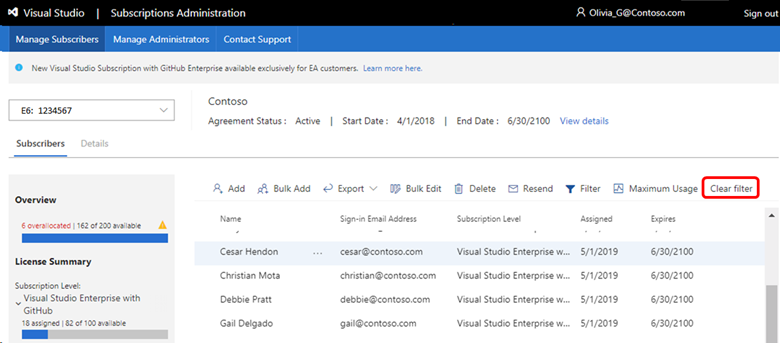 Visual Studio | Subscriptions Administration Olivia_G@Contoso.com Sign out
Manage Subscribers Manage Administrators Contact Support
New Visual Studio Subscription with GitHub Enterprise available exclusively for EA customers. Learn more here.
E6: 1234567
Contoso
Agreement Status : Active | Start Date : 4/1/2018 | End Date : 6/30/2100 View details
Subscribers Details
Add Bulk Add Export Bulk Edit Delete Resend Filter Maximum Usage Clear filter
Overview
6 overallocated | 162 of 200 available
License Summary
Subscription Level:
Visual Studio Enterprise with
GitHub
18 assigned | 82 of 100 available
Name Sign-in Email Address Subscription Level Assigned Expires
Cesar Hendon ... cesar@contoso.com Visual Studio Enterprise w... 5/1/2019 6/30/2100
Christian Mota christian@contoso.com Visual Studio Enterprise w... 5/1/2019 6/30/2100
Debbie Pratt debbie@contoso.com Visual Studio Enterprise w... 5/1/2019 6/30/2100
Gail Delgado gail@contoso.com Visual Studio Enterprise w... 5/1/2019 6/30/2100